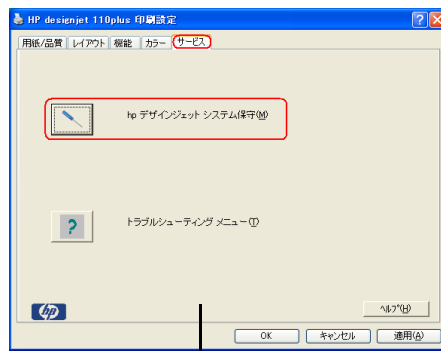 HP designjet 110plus 印刷設定
用紙/品質 レイアウト 機能 カラー サービス
hp デザインジェット システム保守(M)
トラブルシューティング メニュー(T)
hp
ヘルプ(H)
OK キャンセル 適用(A)